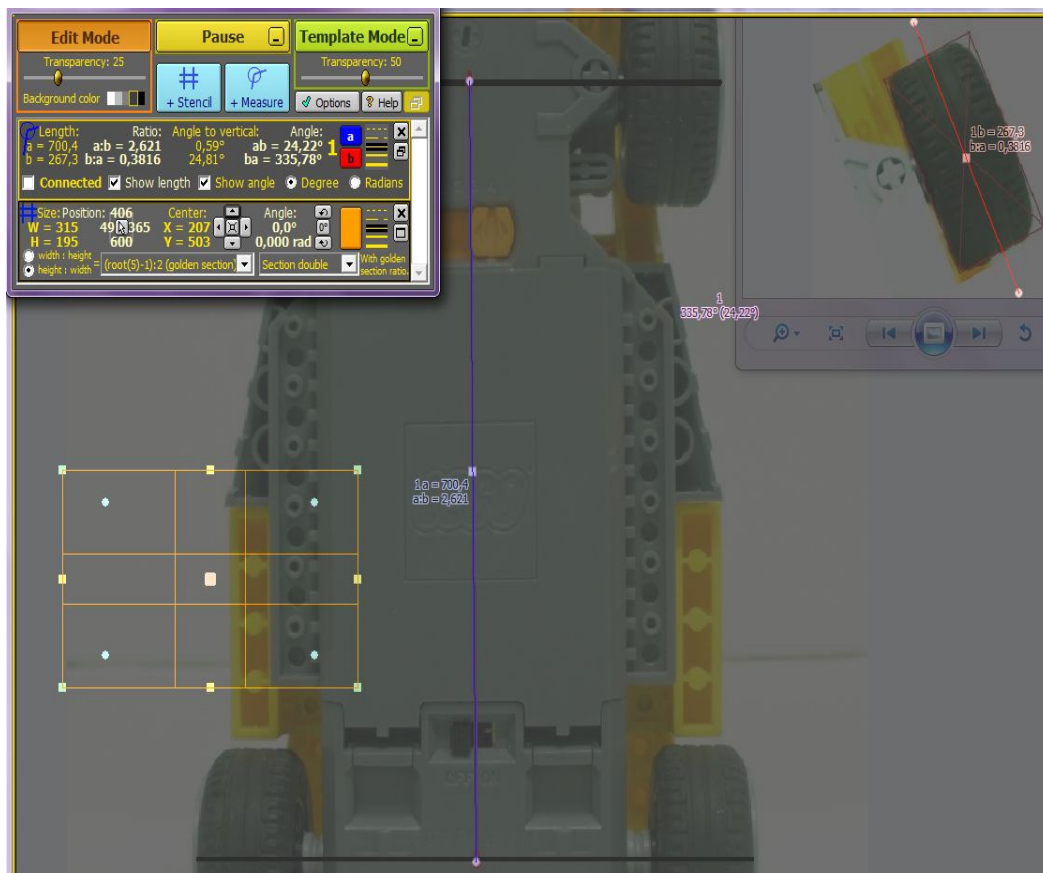 Edit Mode
Transparency: 25
Background color
Pause
+ Stencil
+ Measure
Template Mode
Transparency: 50
Options
? Help
Length: Ratio: Angle to vertical: Angle:
a = 700,4 a:b = 2,621 0,59° ab = 24,22° 1 a
b = 267,3 b:a = 0,3816 24,81° ba = 335,78° b
Connected Show length Show angle Degree Radians
Size: Position: 406 Center: Angle:
W = 315 365 X = 207 0,0° 0°
H = 195 600 Y = 503 0,000 rad
width : height
height : width = (root(5)-1):2 (golden section) Section double With golden section ratio.
1 b = 267,3
b:a = 0,3816
1
335,78° (24,22°)
1 a = 700,4
a:b = 2,621